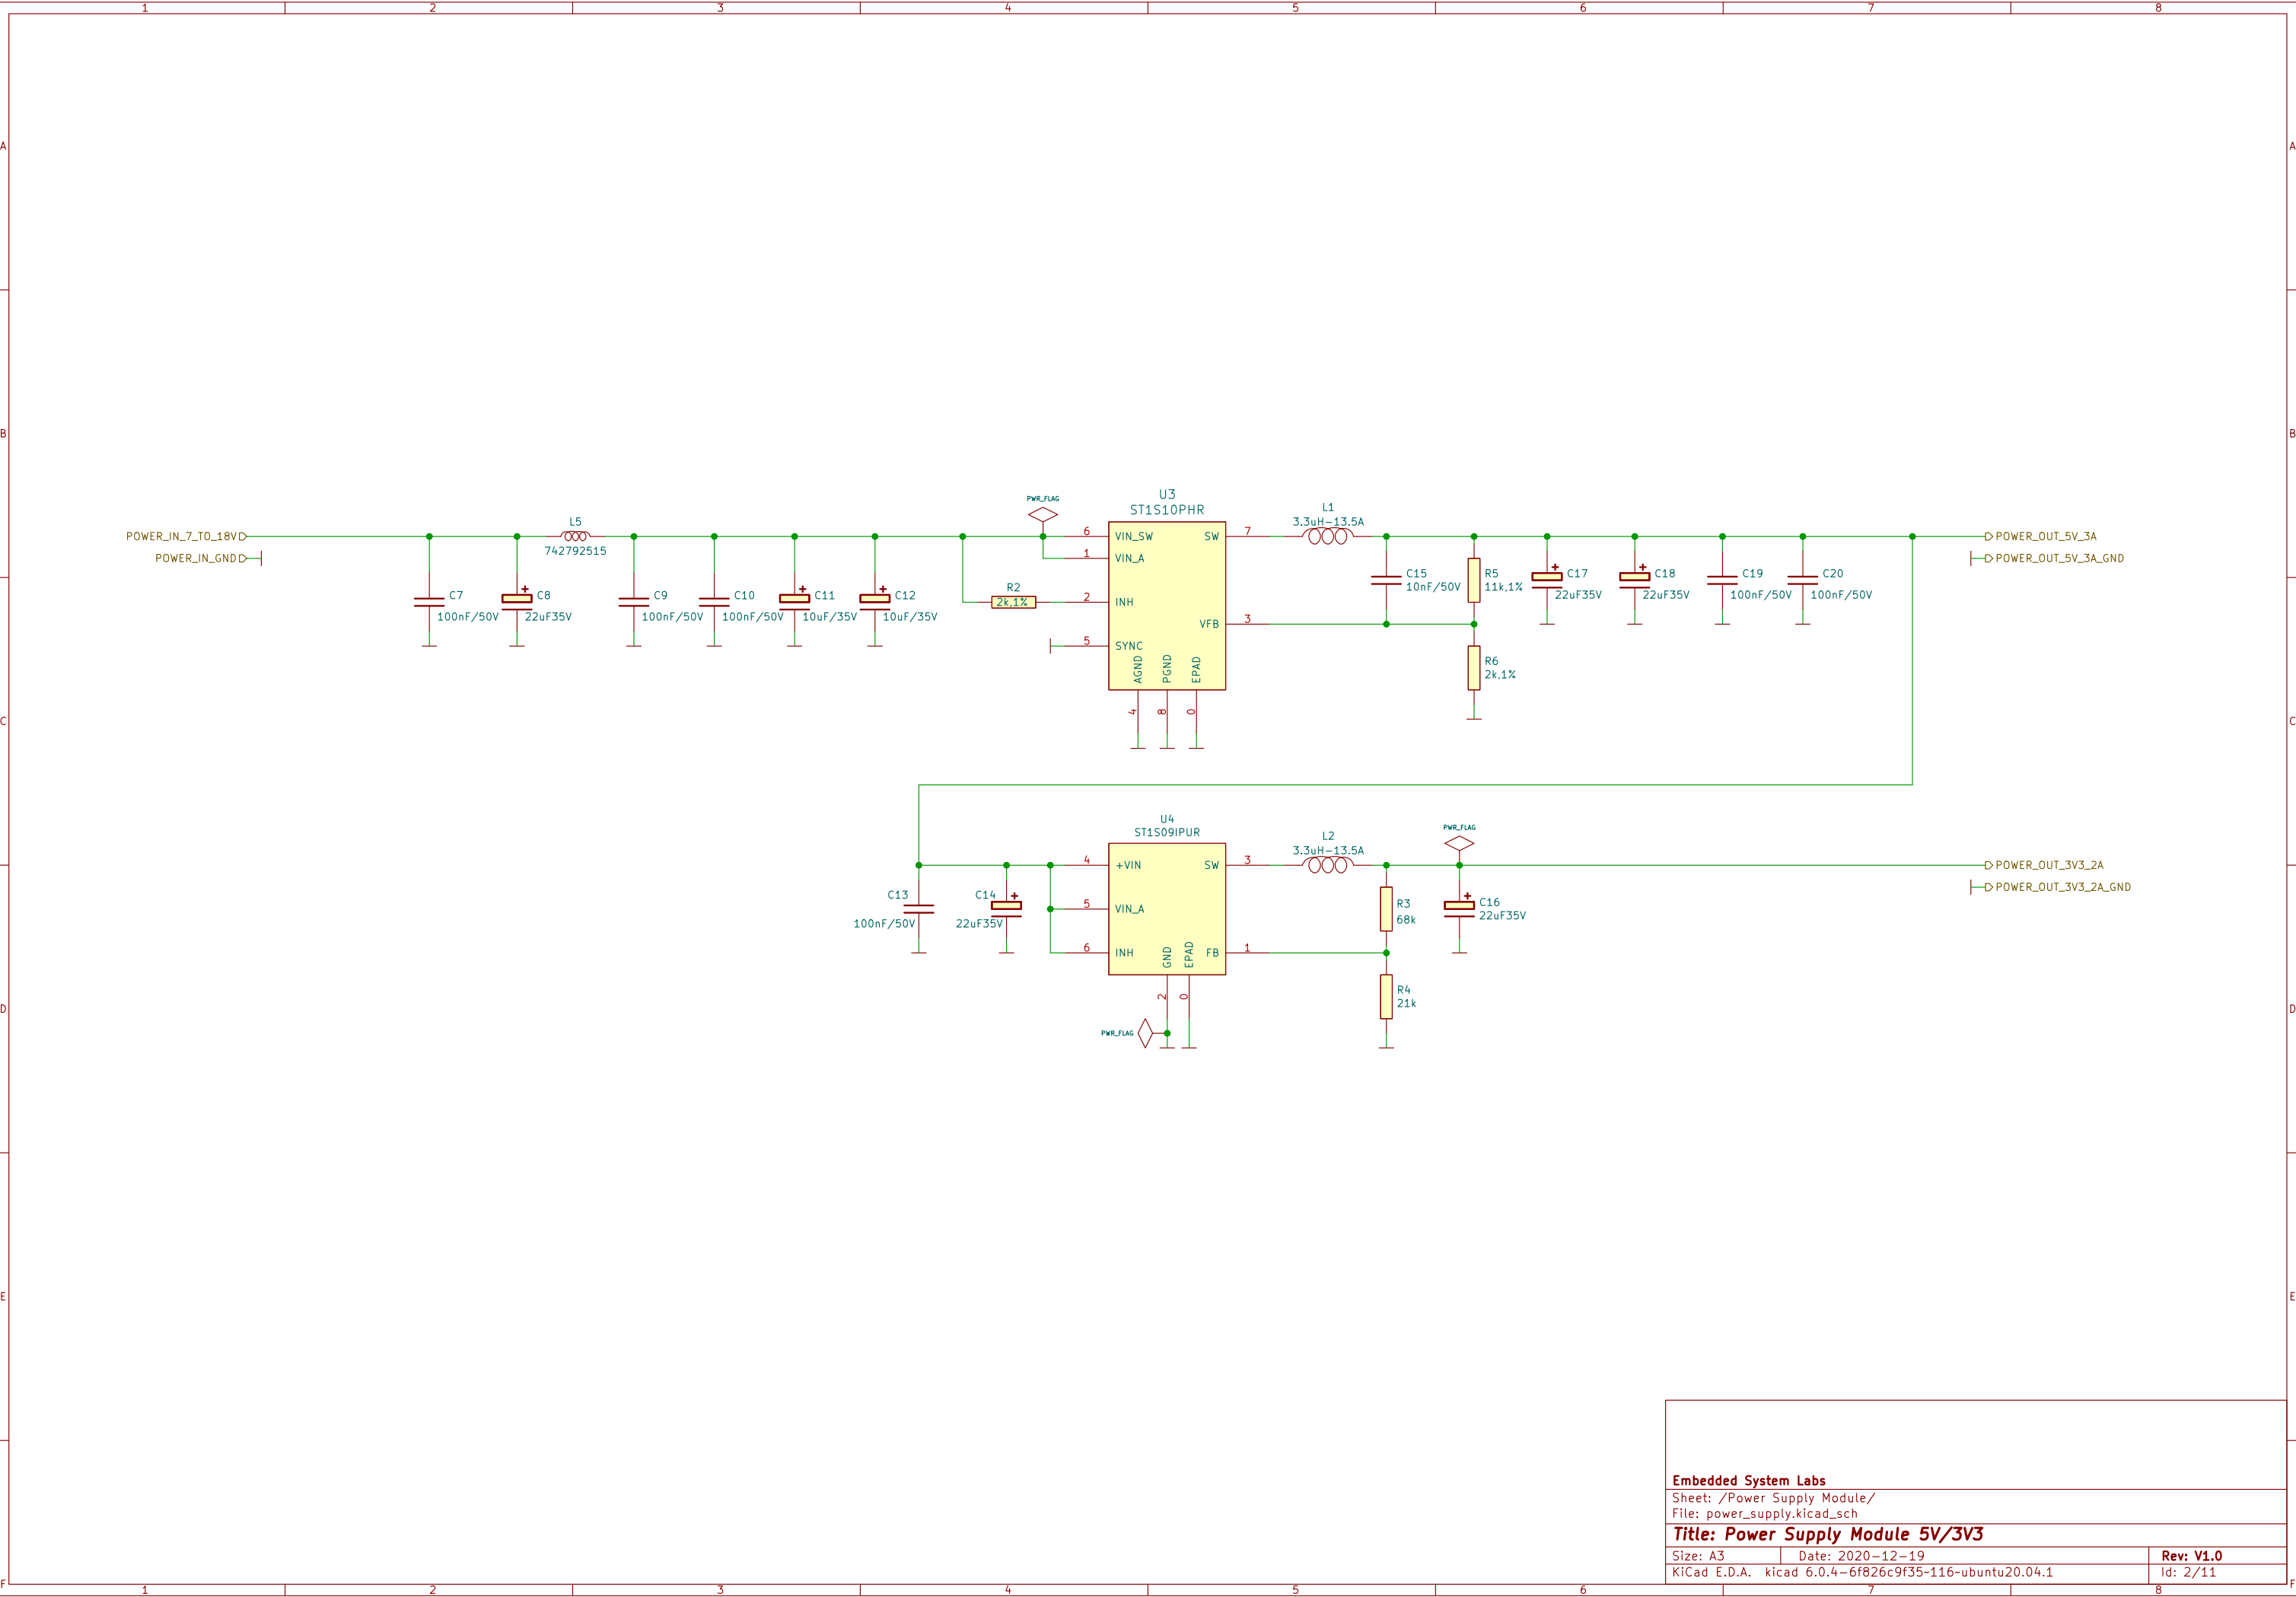 1 2 3 4 5 6 7 8
A A
B B
PWR_FLAG
U3
ST1S10PHR
L1
3.3uH-13.5A
L5
742792515
POWER_IN_7_TO_18V
POWER_IN_GND
6 VIN_SW
1 VIN_A
2 INH
5 SYNC
SW 7
VFB 3
AGND PGND EPAD
4 8 0
R2
2k,1%
C7
100nF/50V
C8
22uF35V
C9
100nF/50V
C10
100nF/50V
C11
10uF/35V
C12
10uF/35V
C15
10nF/50V
R5
11k,1%
C17
22uF35V
C18
22uF35V
C19
100nF/50V
C20
100nF/50V
R6
2k,1%
POWER_OUT_5V_3A
POWER_OUT_5V_3A_GND
C C
U4
ST1S09IPUR
L2
3.3uH-13.5A
PWR_FLAG
4 +VIN
5 VIN_A
6 INH
SW 3
FB 1
GND EPAD
2 0
PWR_FLAG
C13
100nF/50V
C14
22uF35V
R3
68k
C16
22uF35V
R4
21k
POWER_OUT_3V3_2A
POWER_OUT_3V3_2A_GND
D D
E E
Embedded System Labs
Sheet: /Power Supply Module/
File: power_supply.kicad_sch
Title: Power Supply Module 5V/3V3
Size: A3 Date: 2020-12-19 Rev: V1.0
KiCad E.D.A. kicad 6.0.4-6f826c9f35~116~ubuntu20.04.1 Id: 2/11
F F
1 2 3 4 5 6 7 8